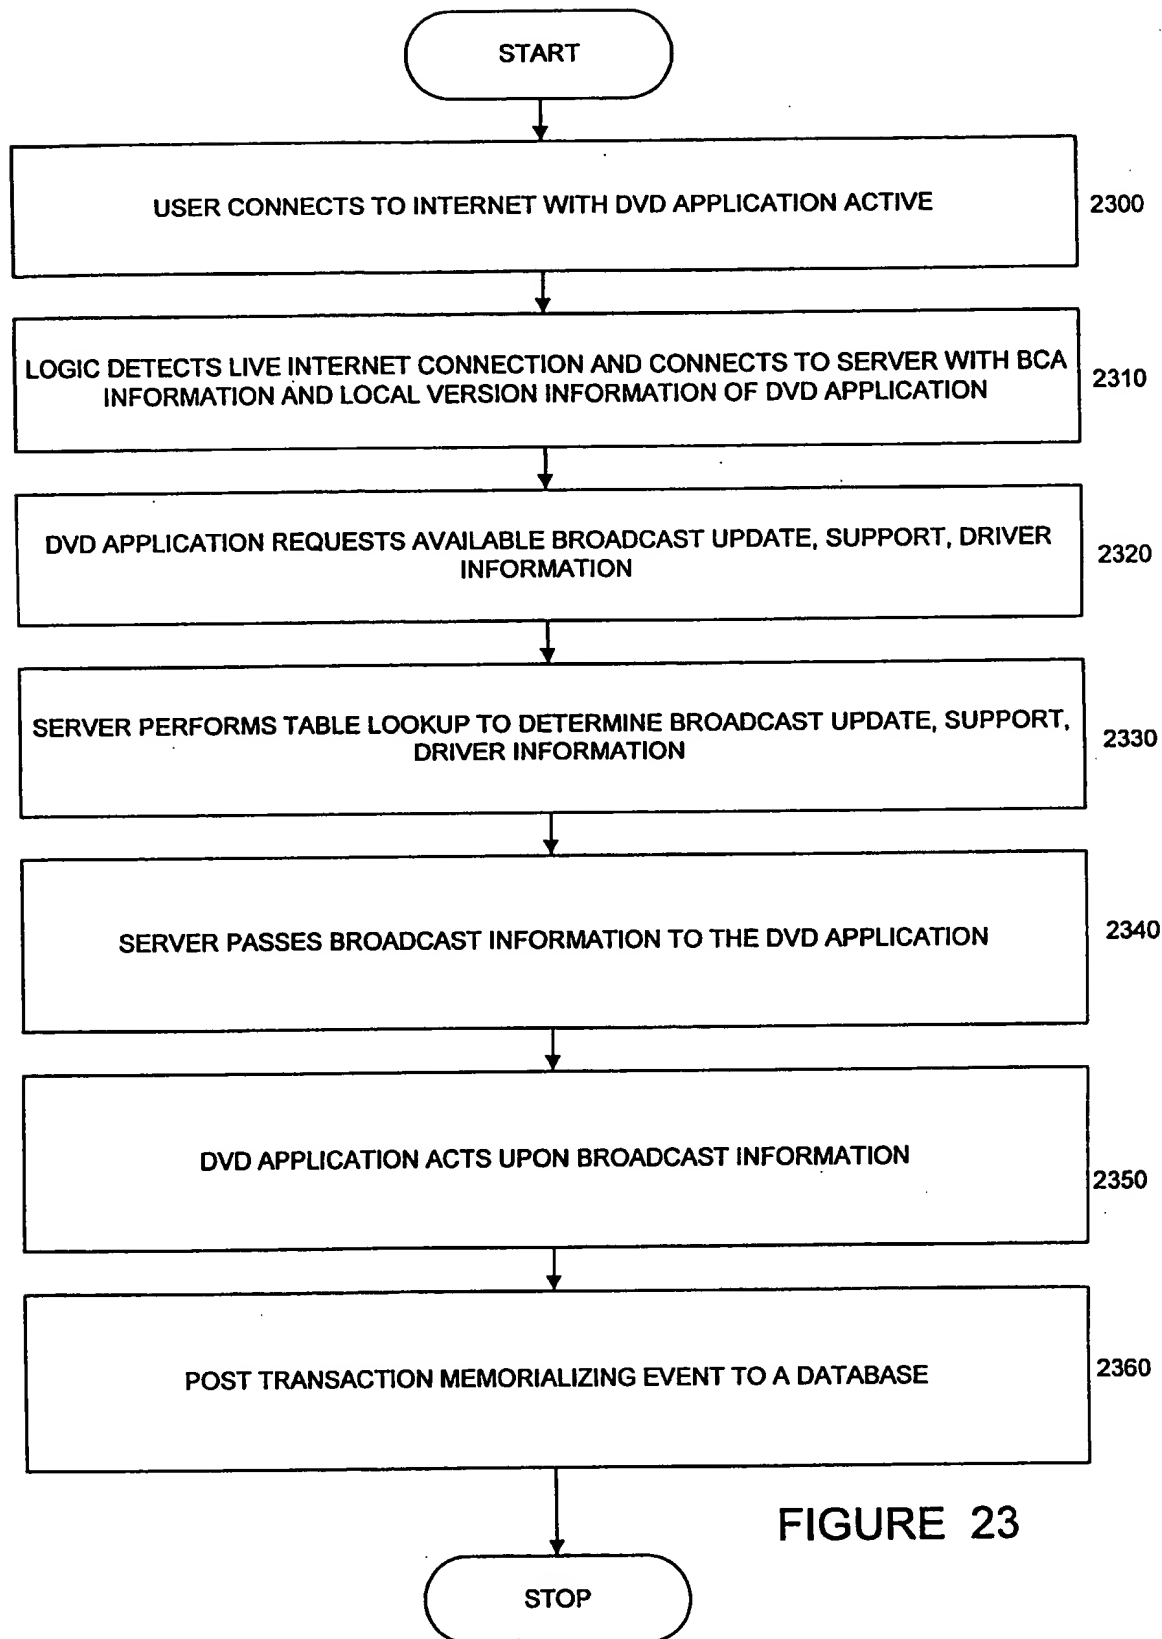 START
USER CONNECTS TO INTERNET WITH DVD APPLICATION ACTIVE
2300
LOGIC DETECTS LIVE INTERNET CONNECTION AND CONNECTS TO SERVER WITH BCA
INFORMATION AND LOCAL VERSION INFORMATION OF DVD APPLICATION
2310
DVD APPLICATION REQUESTS AVAILABLE BROADCAST UPDATE, SUPPORT, DRIVER
INFORMATION
2320
SERVER PERFORMS TABLE LOOKUP TO DETERMINE BROADCAST UPDATE, SUPPORT,
DRIVER INFORMATION
2330
SERVER PASSES BROADCAST INFORMATION TO THE DVD APPLICATION
2340
DVD APPLICATION ACTS UPON BROADCAST INFORMATION
2350
POST TRANSACTION MEMORIALIZING EVENT TO A DATABASE
2360
FIGURE 23
STOP